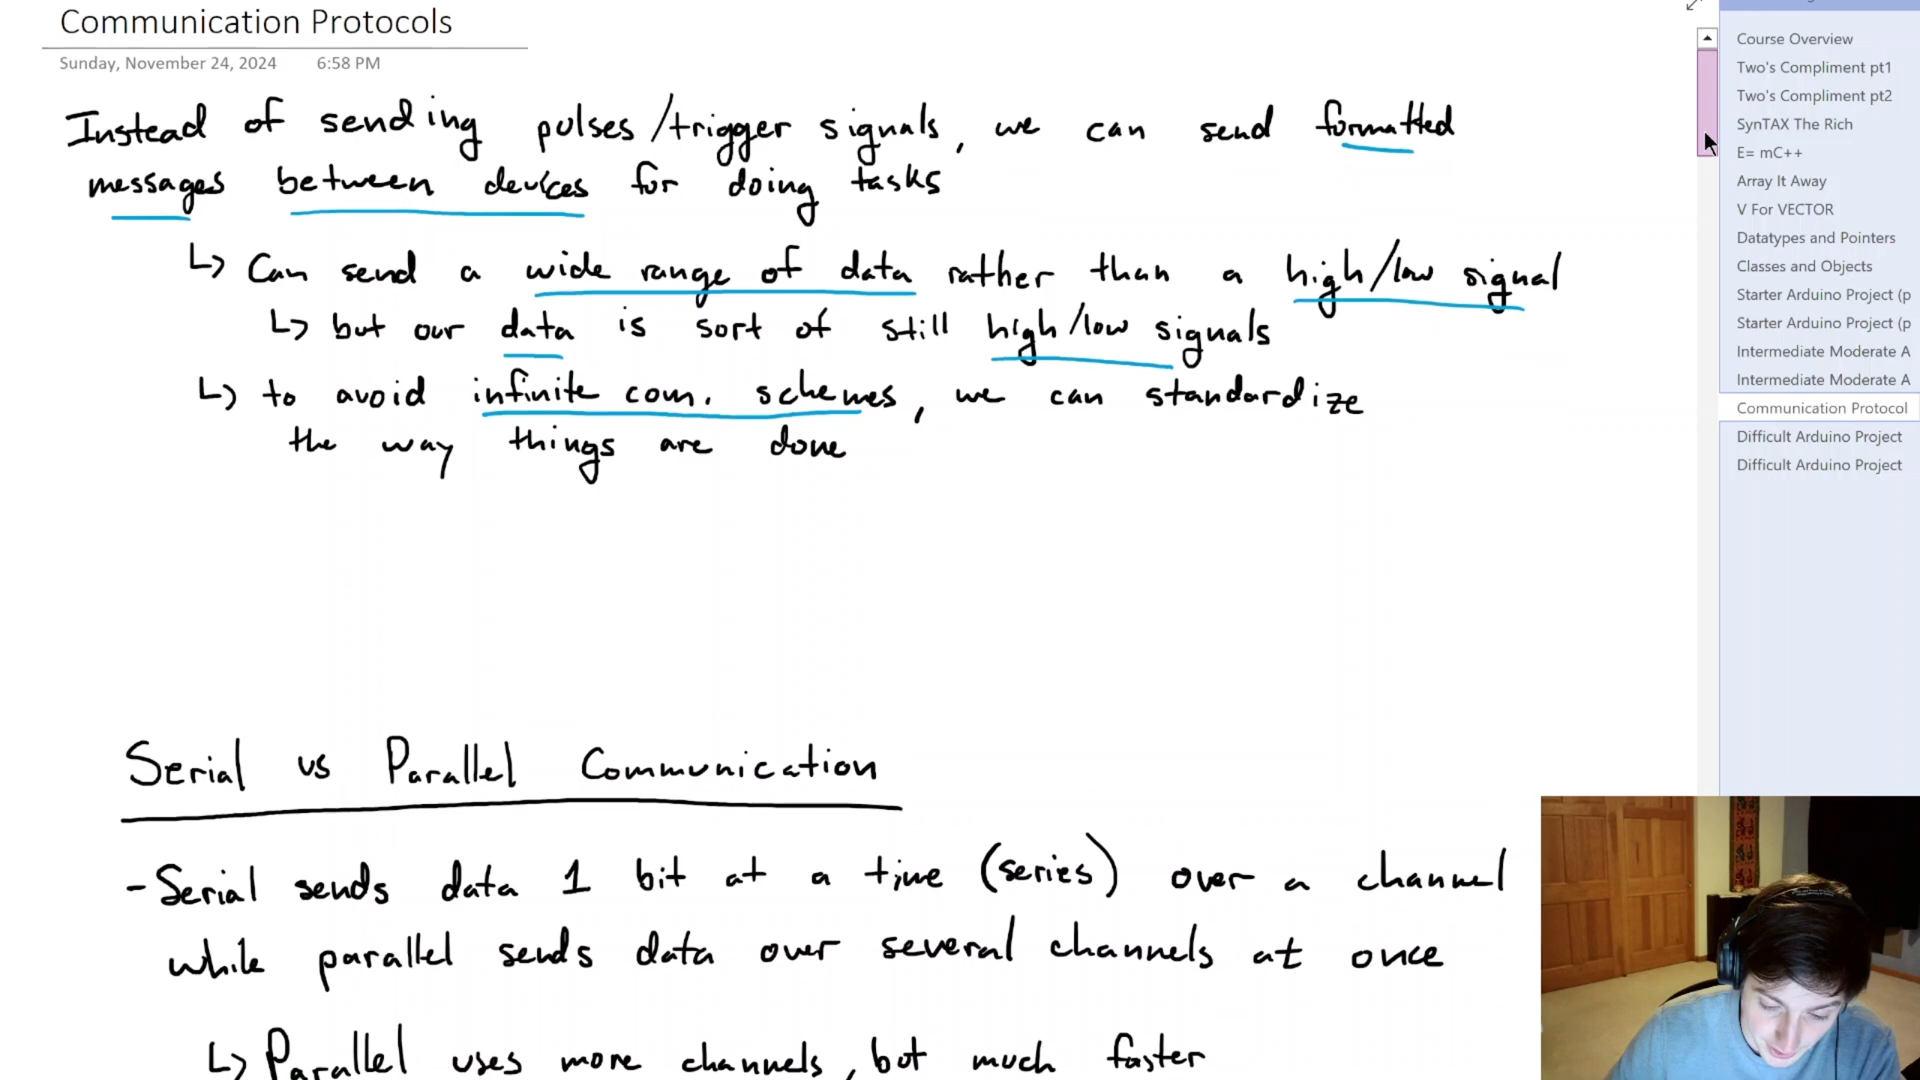 Communication Protocols
Sunday, November 24, 2024 6:58 PM
Instead of sending pulses/trigger signals, we can send formatted
messages between devices for doing tasks
↳ Can send a wide range of data rather than a high/low signal
↳ but our data is sort of still high/low signals
↳ to avoid infinite com. schemes, we can standardize
the way things are done
Serial vs Parallel Communication
- Serial sends data 1 bit at a time (series) over a channel
while parallel sends data over several channels at once
↳ Parallel uses more channels, but much faster
Course Overview
Two's Compliment pt1
Two's Compliment pt2
SynTAX The Rich
E= mC++
Array It Away
V For VECTOR
Datatypes and Pointers
Classes and Objects
Starter Arduino Project (p
Starter Arduino Project (p
Intermediate Moderate A
Intermediate Moderate A
Communication Protocol
Difficult Arduino Project
Difficult Arduino Project